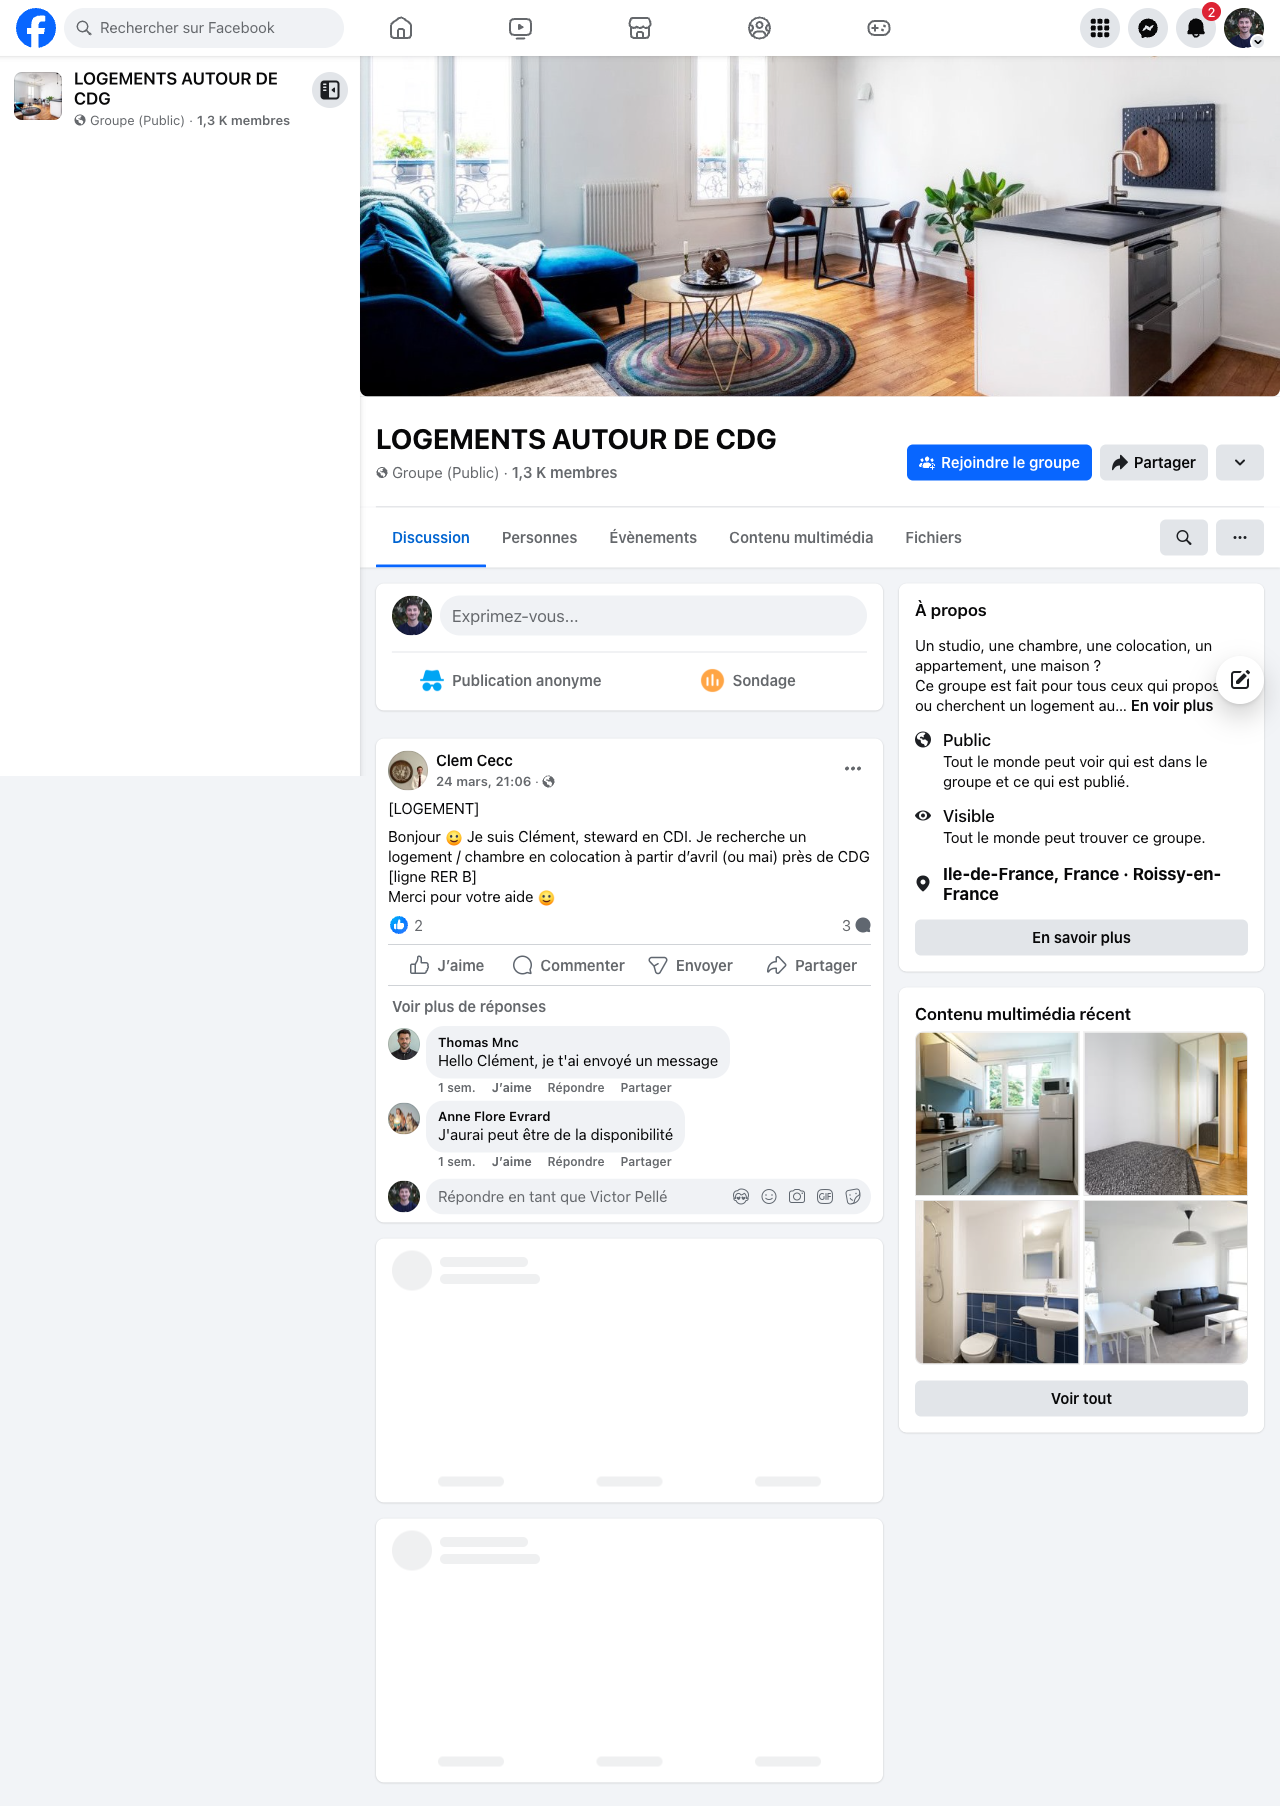 Rechercher sur Facebook
2
LOGEMENTS AUTOUR DE
CDG
Groupe (Public) · 1,3 K membres
LOGEMENTS AUTOUR DE CDG
Groupe (Public) · 1,3 K membres
Rejoindre le groupe
Partager
Discussion
Personnes
Évènements
Contenu multimédia
Fichiers
Exprimez-vous...
Publication anonyme
Sondage
Clem Cecc
24 mars, 21:06 ·
[LOGEMENT]
Bonjour 🙂 Je suis Clément, steward en CDI. Je recherche un
logement / chambre en colocation à partir d’avril (ou mai) près de CDG
[ligne RER B]
Merci pour votre aide 😀
2
3
J’aime
Commenter
Envoyer
Partager
Voir plus de réponses
Thomas Mnc
Hello Clément, je t'ai envoyé un message
1 sem. J’aime Répondre Partager
Anne Flore Evrard
J'aurai peut être de la disponibilité
1 sem. J’aime Répondre Partager
Répondre en tant que Victor Pellé
GIF
À propos
Un studio, une chambre, une colocation, un
appartement, une maison ?
Ce groupe est fait pour tous ceux qui propos
ou cherchent un logement au... En voir plus
Public
Tout le monde peut voir qui est dans le
groupe et ce qui est publié.
Visible
Tout le monde peut trouver ce groupe.
Ile-de-France, France · Roissy-en-
France
En savoir plus
Contenu multimédia récent
Voir tout